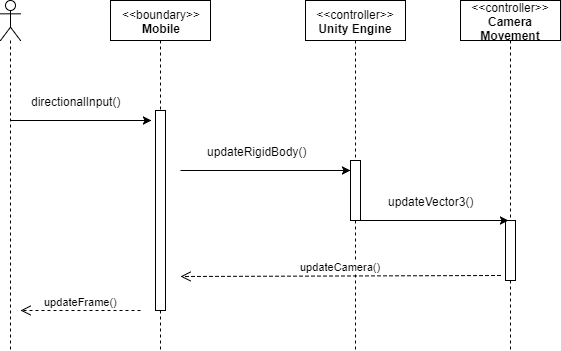 <<boundary>>
Mobile
<<controller>>
Unity Engine
<<controller>>
Camera
Movement
directionalInput()
updateRigidBody()
updateVector3()
updateCamera()
updateFrame()